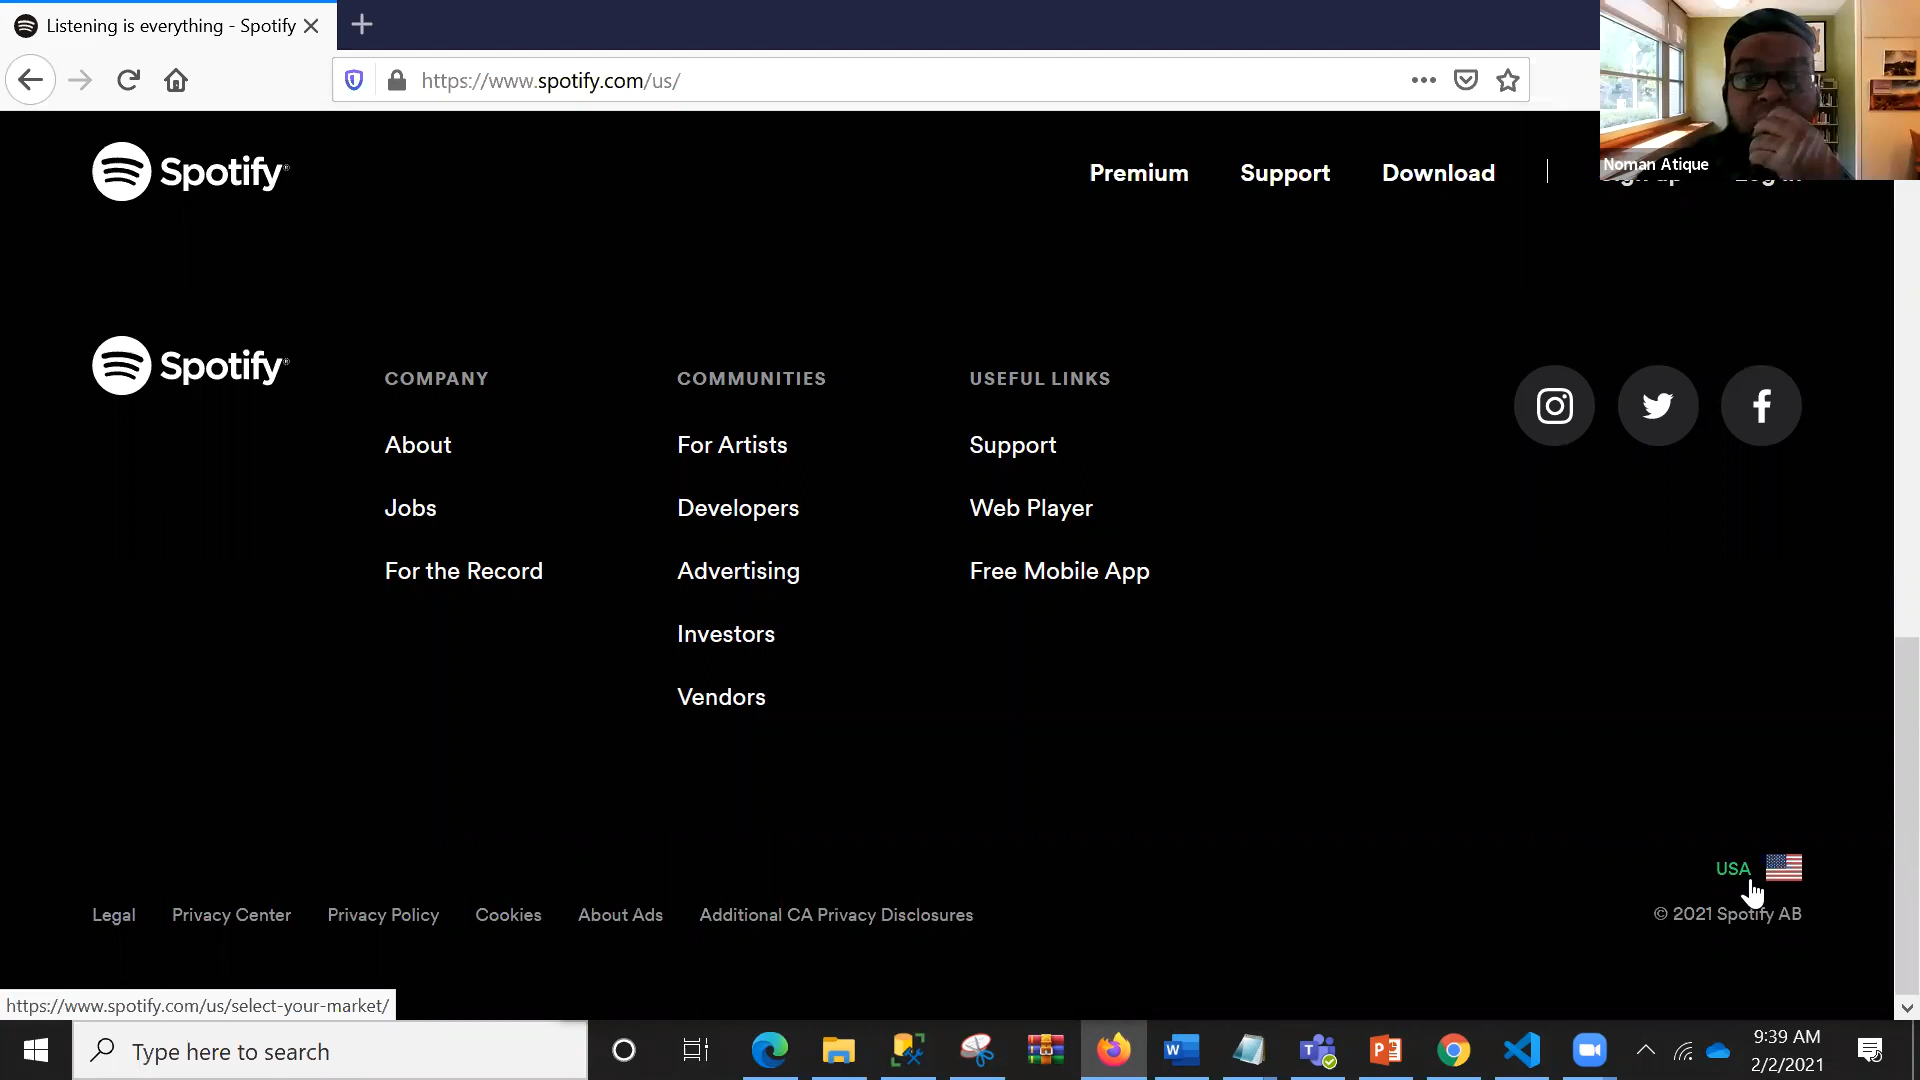 Listening is everything - Spotify
https://www.spotify.com/us/
Noman Atique
Spotify
Premium
Support
Download
Spotify
COMPANY
COMMUNITIES
USEFUL LINKS
About
For Artists
Support
Jobs
Developers
Web Player
For the Record
Advertising
Free Mobile App
Investors
Vendors
USA
Legal
Privacy Center
Privacy Policy
Cookies
About Ads
Additional CA Privacy Disclosures
© 2021 Spotify AB
https://www.spotify.com/us/select-your-market/
Type here to search
9:39 AM
2/2/2021